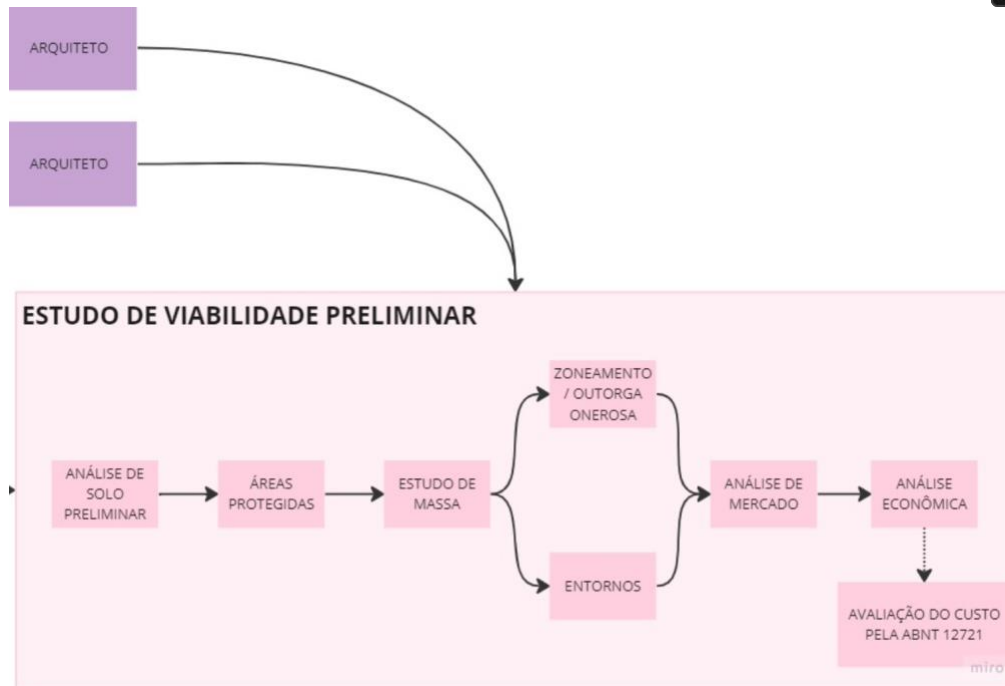 ARQUITETO
ARQUITETO
ESTUDO DE VIABILIDADE PRELIMINAR
ANÁLISE DE
SOLO
PRELIMINAR
ÁREAS
PROTEGIDAS
ESTUDO DE
MASSA
ZONEAMENTO
/ OUTORGA
ONEROSA
ENTORNOS
ANÁLISE DE
MERCADO
ANÁLISE
ECONÔMICA
AVALIAÇÃO DO CUSTO
PELA ABNT 12721
miro